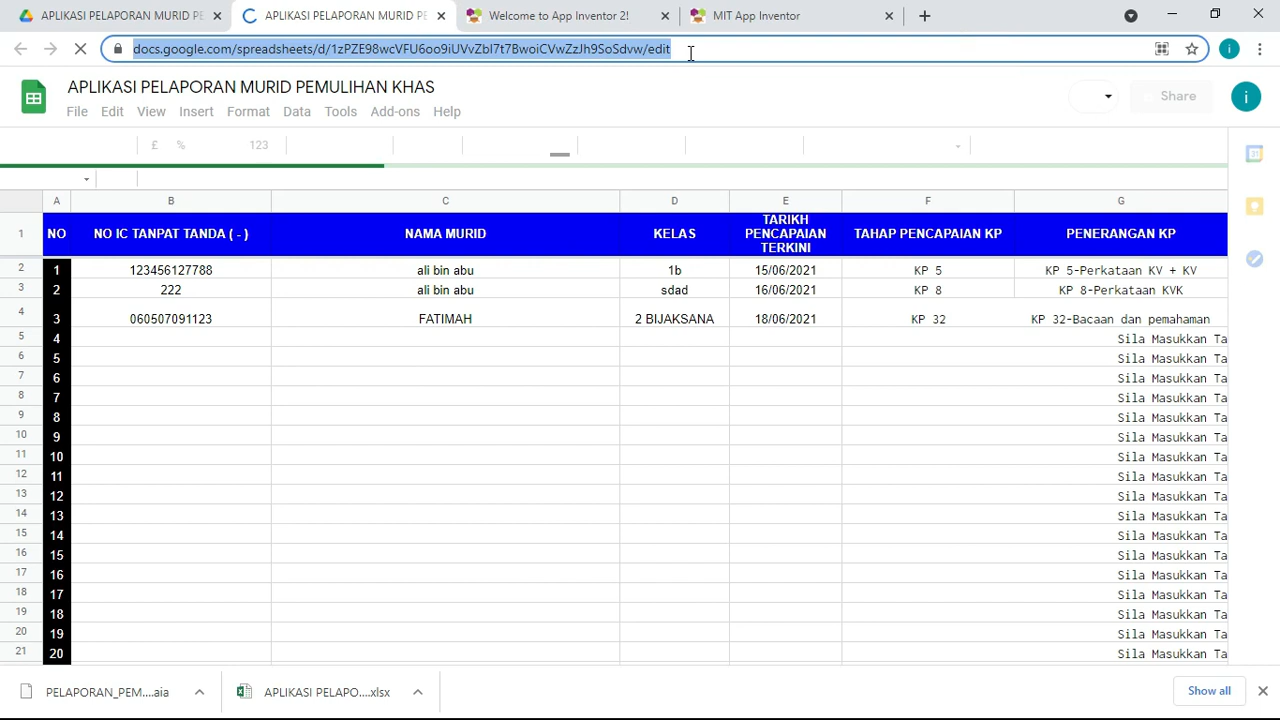 APLIKASI PELAPORAN MURID PE
APLIKASI PELAPORAN MURID PE
Welcome to App Inventor 2!
MIT App Inventor
docs.google.com/spreadsheets/d/1zPZE98wcVFU6oo9iUVvZbI7t7BwoiCVwZzJh9SoSdvw/edit
i
APLIKASI PELAPORAN MURID PEMULIHAN KHAS
Share
i
File Edit View Insert Format Data Tools Add-ons Help
£ % 123
A B C D E F G
1 NO NO IC TANPAT TANDA ( - ) NAMA MURID KELAS TARIKH PENCAPAIAN TERKINI TAHAP PENCAPAIAN KP PENERANGAN KP
2 1 123456127788 ali bin abu 1b 15/06/2021 KP 5 KP 5-Perkataan KV + KV
3 2 222 ali bin abu sdad 16/06/2021 KP 8 KP 8-Perkataan KVK
4 3 060507091123 FATIMAH 2 BIJAKSANA 18/06/2021 KP 32 KP 32-Bacaan dan pemahaman
5 4 Sila Masukkan Ta
6 5 Sila Masukkan Ta
7 6 Sila Masukkan Ta
8 7 Sila Masukkan Ta
9 8 Sila Masukkan Ta
10 9 Sila Masukkan Ta
11 10 Sila Masukkan Ta
12 11 Sila Masukkan Ta
13 12 Sila Masukkan Ta
14 13 Sila Masukkan Ta
15 14 Sila Masukkan Ta
16 15 Sila Masukkan Ta
17 16 Sila Masukkan Ta
18 17 Sila Masukkan Ta
19 18 Sila Masukkan Ta
20 19 Sila Masukkan Ta
21 20 Sila Masukkan Ta
PELAPORAN_PEM....aia
APLIKASI PELAPO....xlsx
Show all